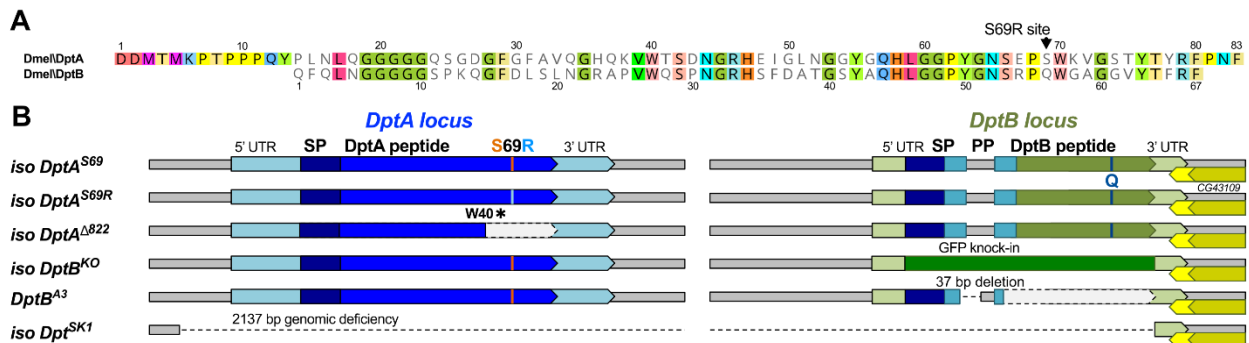 A
S69R site
1 10 20 30 40 50 60 70 80 83
Dmel\DptA DDMTMKPTPPPQYPLNLQGGGGGQSGDGFGFAVQGHQKVWTSDNGRHEIGLNGGYGQHLGGPYGNSEPSWKVGSTYTYRFPNF
Dmel\DptB QFQLNGGGGGSPKQGFDLSLNGRAPVWQSPNGRHSFDATGSYAQHLGGPYGNSEPQWGAGGVYTFRF
1 10 20 30 40 50 60 67
B
DptA locus
DptB locus
5' UTR SP DptA peptide S69R 3' UTR
5' UTR SP PP DptB peptide 3' UTR
iso DptA^S69
Q
CG43109
iso DptA^S69R
W40*
iso DptA^Δ822
GFP knock-in
iso DptB^KO
37 bp deletion
DptB^A3
2137 bp genomic deficiency
iso Dpt^SK1